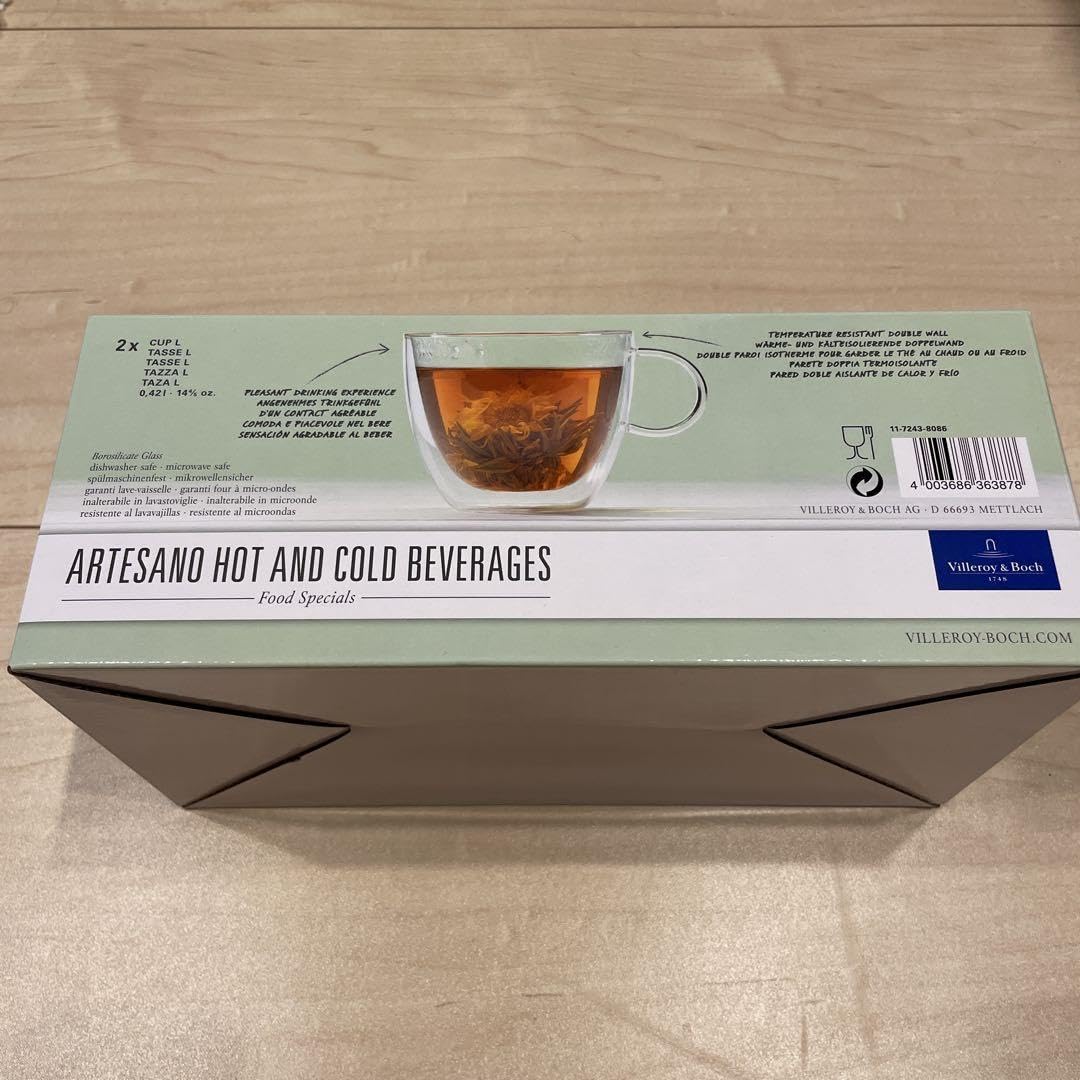 2x CUP L
TASSE L
TASSE L
TAZZA L
TAZA L
0,42 l · 14⅕ oz.
PLEASANT DRINKING EXPERIENCE
ANGENEHMES TRINKGEFÜHL
D'UN CONTACT AGRÉABLE
COMODA E PIACEVOLE NEL BERE
SENSACIÓN AGRADABLE AL BEBER
TEMPERATURE RESISTANT DOUBLE WALL
WÄRME- UND KÄLTEISOLIERENDE DOPPELWAND
DOUBLE PAROI ISOTHERME POUR GARDER LE THÉ AU CHAUD OU AU FROID
PARETE DOPPIA TERMOISOLANTE
PARED DOBLE AISLANTE DE CALOR Y FRÍO
Borosilicate Glass
dishwasher safe · microwave safe
spülmaschinenfest · mikrowellensicher
garanti lave-vaisselle · garanti four à micro-ondes
inalterabile in lavastoviglie · inalterabile in microonde
resistente al lavavajillas · resistente al microondas
11-7243-8086
4 003686 363878
VILLEROY & BOCH AG · D 66693 METTLACH
ARTESANO HOT AND COLD BEVERAGES
Food Specials
Villeroy & Boch
1748
VILLEROY-BOCH.COM